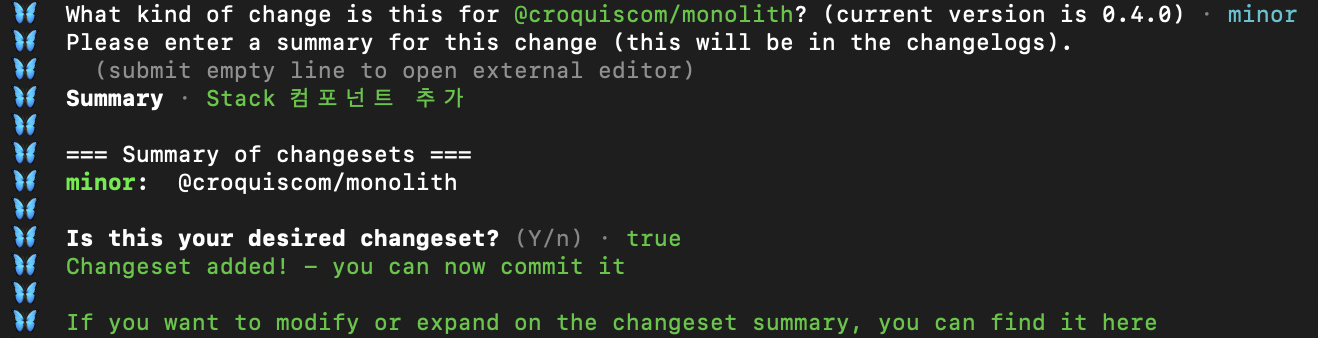 🦋 What kind of change is this for @croquiscom/monolith? (current version is 0.4.0) · minor
🦋 Please enter a summary for this change (this will be in the changelogs).
🦋 (submit empty line to open external editor)
🦋 Summary · Stack 컴포넌트 추가
🦋
🦋 === Summary of changesets ===
🦋 minor: @croquiscom/monolith
🦋
🦋 Is this your desired changeset? (Y/n) · true
🦋 Changeset added! – you can now commit it
🦋
🦋 If you want to modify or expand on the changeset summary, you can find it here